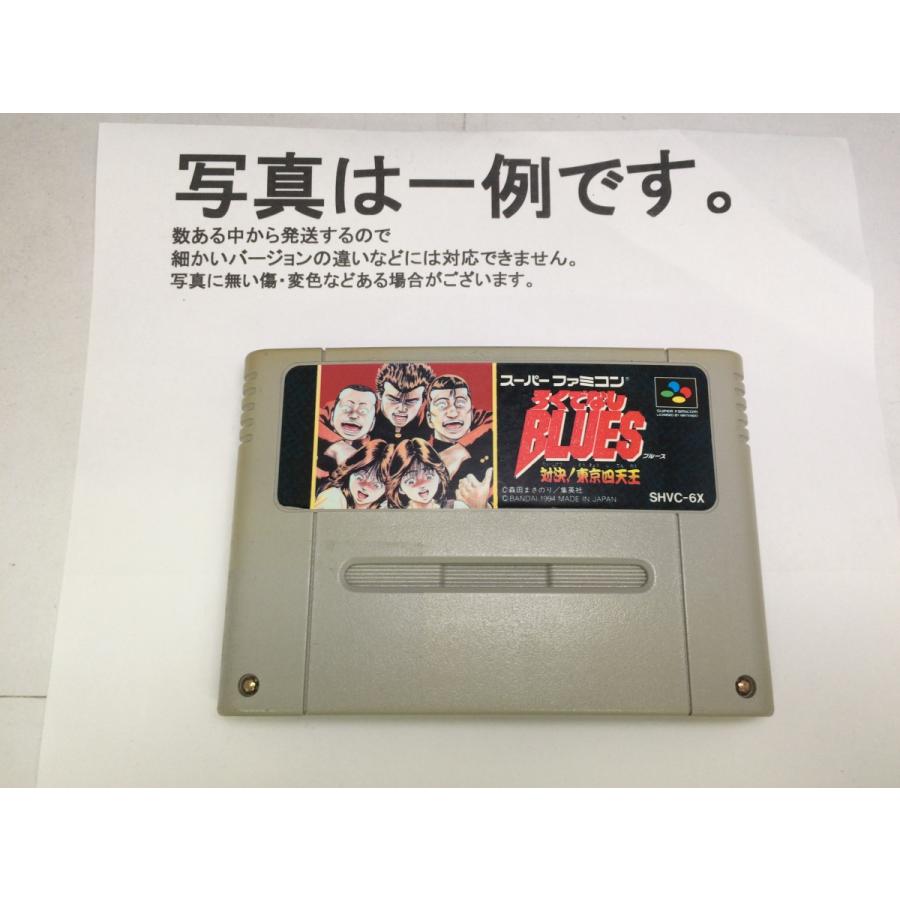 写真は一例です。
数ある中から発送するので
細かいバージョンの違いなどには対応できません。
写真に無い傷・変色などある場合がございます。
スーパーファミコン
ろくでなし
BLUES
ブルース
対決!東京四天王
©森田まさのり/集英社
©BANDAI 1994 MADE IN JAPAN
SUPER FAMICOM
LICENSED BY NINTENDO
SHVC-6X